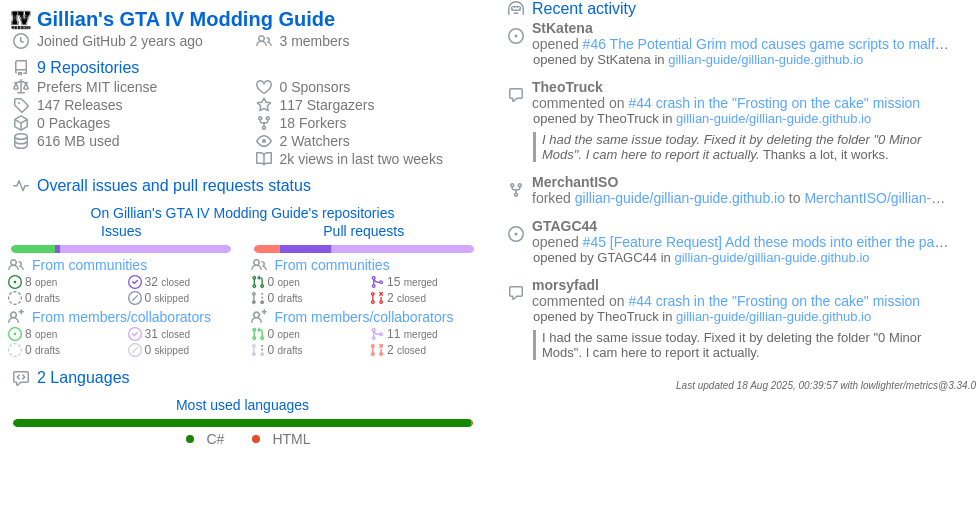 Gillian's GTA IV Modding Guide
Joined GitHub 2 years ago
3 members
9 Repositories
Prefers MIT license
147 Releases
0 Packages
616 MB used
0 Sponsors
117 Stargazers
18 Forkers
2 Watchers
2k views in last two weeks
Overall issues and pull requests status
On Gillian's GTA IV Modding Guide's repositories
Issues
From communities
8 open
32 closed
0 drafts
0 skipped
From members/collaborators
8 open
31 closed
0 drafts
0 skipped
Pull requests
From communities
0 open
15 merged
0 drafts
2 closed
From members/collaborators
0 open
11 merged
0 drafts
2 closed
2 Languages
Most used languages
C#
HTML
Recent activity
StKatena
opened #46 The Potential Grim mod causes game scripts to malf…
opened by StKatena in gillian-guide/gillian-guide.github.io
TheoTruck
commented on #44 crash in the "Frosting on the cake" mission
opened by TheoTruck in gillian-guide/gillian-guide.github.io
I had the same issue today. Fixed it by deleting the folder "0 Minor
Mods". I cam here to report it actually. Thanks a lot, it works.
MerchantISO
forked gillian-guide/gillian-guide.github.io to MerchantISO/gillian-…
GTAGC44
opened #45 [Feature Request] Add these mods into either the pa…
opened by GTAGC44 in gillian-guide/gillian-guide.github.io
morsyfadl
commented on #44 crash in the "Frosting on the cake" mission
opened by TheoTruck in gillian-guide/gillian-guide.github.io
I had the same issue today. Fixed it by deleting the folder "0 Minor
Mods". I cam here to report it actually.
Last updated 18 Aug 2025, 00:39:57 with lowlighter/metrics@3.34.0